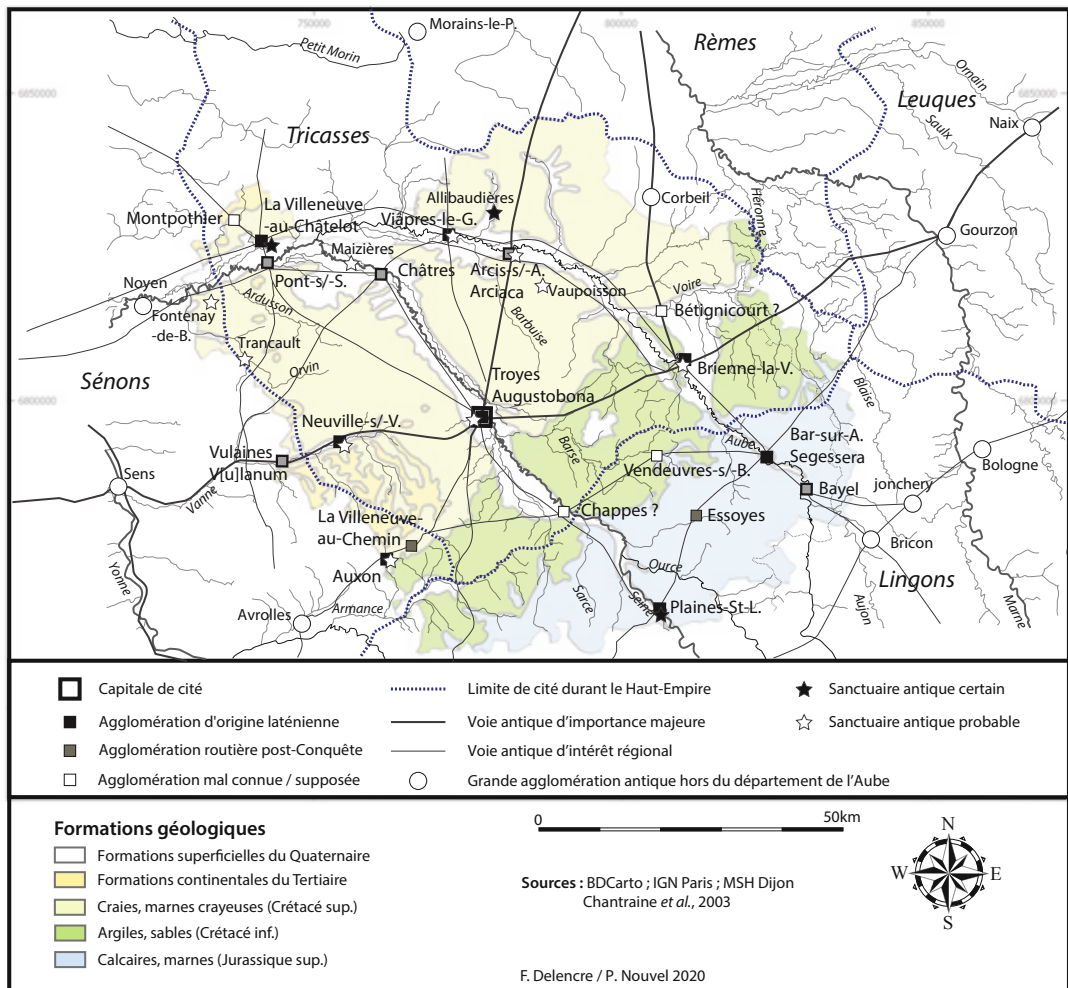 750000
800000
850000
Morains-le-P.
Rèmes
Petit Morin
Ornain
6850000
6850000
Leuques
Saulx
Naix
Tricasses
Allibaudières
Corbeil
La Villeneuve
-au-Châtelot
Montpothier
Viâpres-le-G.
Héronne
Gourzon
Maizières
Châtres
Arcis-s/-A.
Arciaca
Noyen
Pont-s/-S.
Vaupoisson
Voire
Ardusson
Fontenay
-de-B.
Barbuise
Bétignicourt ?
Trancault
Orvin
Brienne-la-V.
Sénons
Troyes
Augustobona
Blaise
6800000
6800000
Neuville-s/-V.
Aube
Bar-sur-A.
Segessera
Vulaines
V[u]lanum
Barse
Vendeuvres-s/-B.
Bologne
Sens
Vanne
Bayel
jonchery
La Villeneuve-
au-Chemin
Chappes ?
Essoyes
Bricon
Auxon
Ource
Lingons
Yonne
Armance
Sarce
Seine
Plaines-St-L.
Avrolles
Aujon
Marne
Capitale de cité
Limite de cité durant le Haut-Empire
Sanctuaire antique certain
Agglomération d'origine laténienne
Voie antique d'importance majeure
Sanctuaire antique probable
Agglomération routière post-Conquête
Voie antique d'intérêt régional
Agglomération mal connue / supposée
Grande agglomération antique hors du département de l'Aube
Formations géologiques
Formations superficielles du Quaternaire
Formations continentales du Tertiaire
Craies, marnes crayeuses (Crétacé sup.)
Argiles, sables (Crétacé inf.)
Calcaires, marnes (Jurassique sup.)
0
50km
Sources : BDCarto ; IGN Paris ; MSH Dijon
Chantraine et al., 2003
F. Delencre / P. Nouvel 2020
N
W
E
S